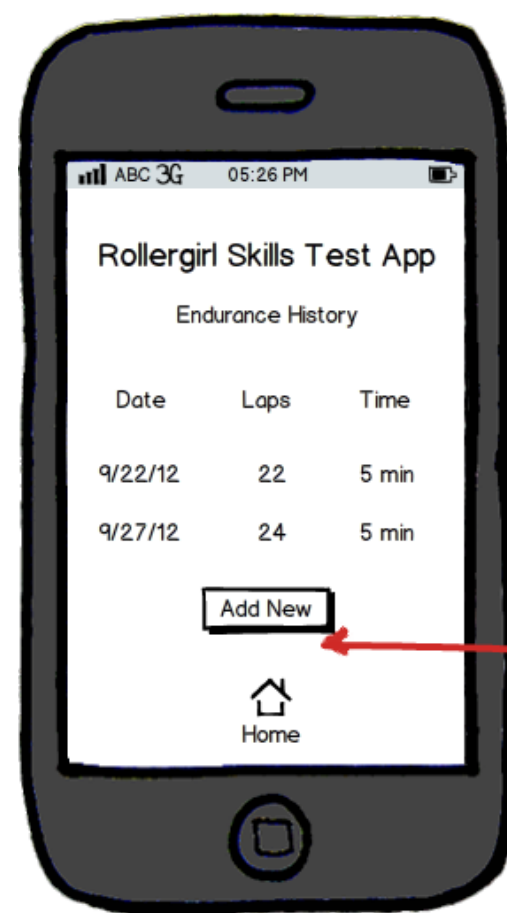 ABC 3G 05:26 PM
Rollergirl Skills Test App
Endurance History
Date Laps Time
9/22/12 22 5 min
9/27/12 24 5 min
Add New
Home